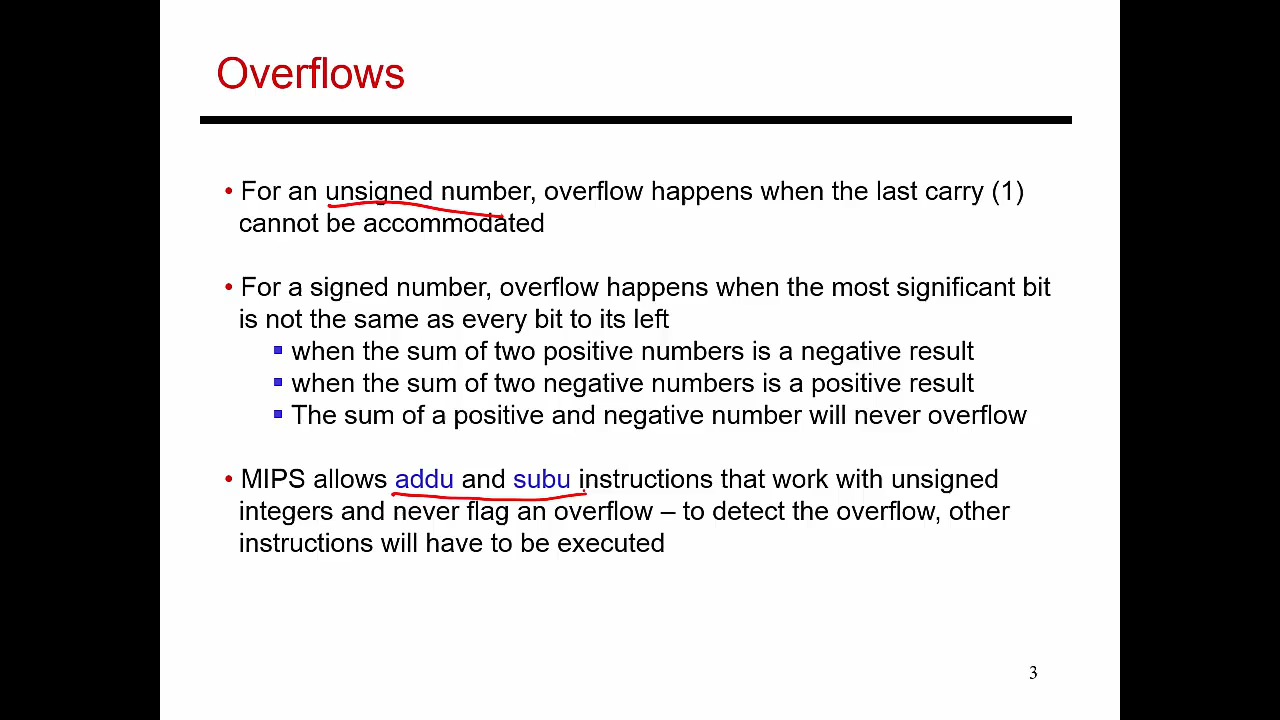 Overflows
• For an unsigned number, overflow happens when the last carry (1)
cannot be accommodated
• For a signed number, overflow happens when the most significant bit
is not the same as every bit to its left
▪ when the sum of two positive numbers is a negative result
▪ when the sum of two negative numbers is a positive result
▪ The sum of a positive and negative number will never overflow
• MIPS allows addu and subu instructions that work with unsigned
integers and never flag an overflow – to detect the overflow, other
instructions will have to be executed
3